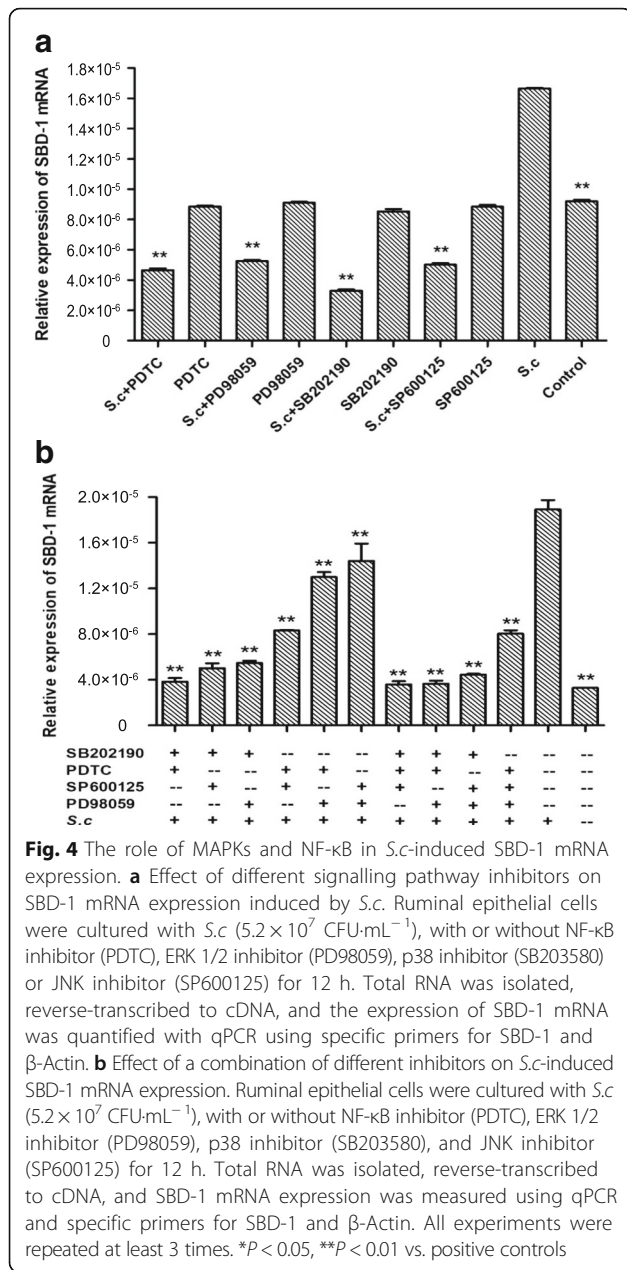 a
1.8×10⁻⁵
1.6×10⁻⁵
1.4×10⁻⁵
1.2×10⁻⁵
1.0×10⁻⁵
8.0×10⁻⁶
6.0×10⁻⁶
4.0×10⁻⁶
2.0×10⁻⁶
0
Relative expression of SBD-1 mRNA
** ** ** ** **
S.c+PDTC
PDTC
S.c+PD98059
PD98059
S.c+SB202190
SB202190
S.c+SP600125
SP600125
S.c
Control
b
2.0×10⁻⁵
1.6×10⁻⁵
1.2×10⁻⁵
8.0×10⁻⁶
4.0×10⁻⁶
0
Relative expression of SBD-1 mRNA
** ** ** ** ** ** ** ** ** ** **
SB202190 + + + -- -- -- + + + -- -- --
PDTC + -- -- + + -- + + -- + -- --
SP600125 -- + -- + -- + + -- + + -- --
PD98059 -- -- + -- + + -- + + + -- --
S.c + + + + + + + + + + + --
Fig. 4 The role of MAPKs and NF-κB in S.c-induced SBD-1 mRNA
expression. a Effect of different signalling pathway inhibitors on
SBD-1 mRNA expression induced by S.c. Ruminal epithelial cells
were cultured with S.c (5.2 × 10⁷ CFU·mL⁻¹), with or without NF-κB
inhibitor (PDTC), ERK 1/2 inhibitor (PD98059), p38 inhibitor (SB203580)
or JNK inhibitor (SP600125) for 12 h. Total RNA was isolated,
reverse-transcribed to cDNA, and the expression of SBD-1 mRNA
was quantified with qPCR using specific primers for SBD-1 and
β-Actin. b Effect of a combination of different inhibitors on S.c-induced
SBD-1 mRNA expression. Ruminal epithelial cells were cultured with S.c
(5.2 × 10⁷ CFU·mL⁻¹), with or without NF-κB inhibitor (PDTC), ERK 1/2
inhibitor (PD98059), p38 inhibitor (SB203580), and JNK inhibitor
(SP600125) for 12 h. Total RNA was isolated, reverse-transcribed
to cDNA, and SBD-1 mRNA expression was measured using qPCR
and specific primers for SBD-1 and β-Actin. All experiments were
repeated at least 3 times. *P < 0.05, **P < 0.01 vs. positive controls